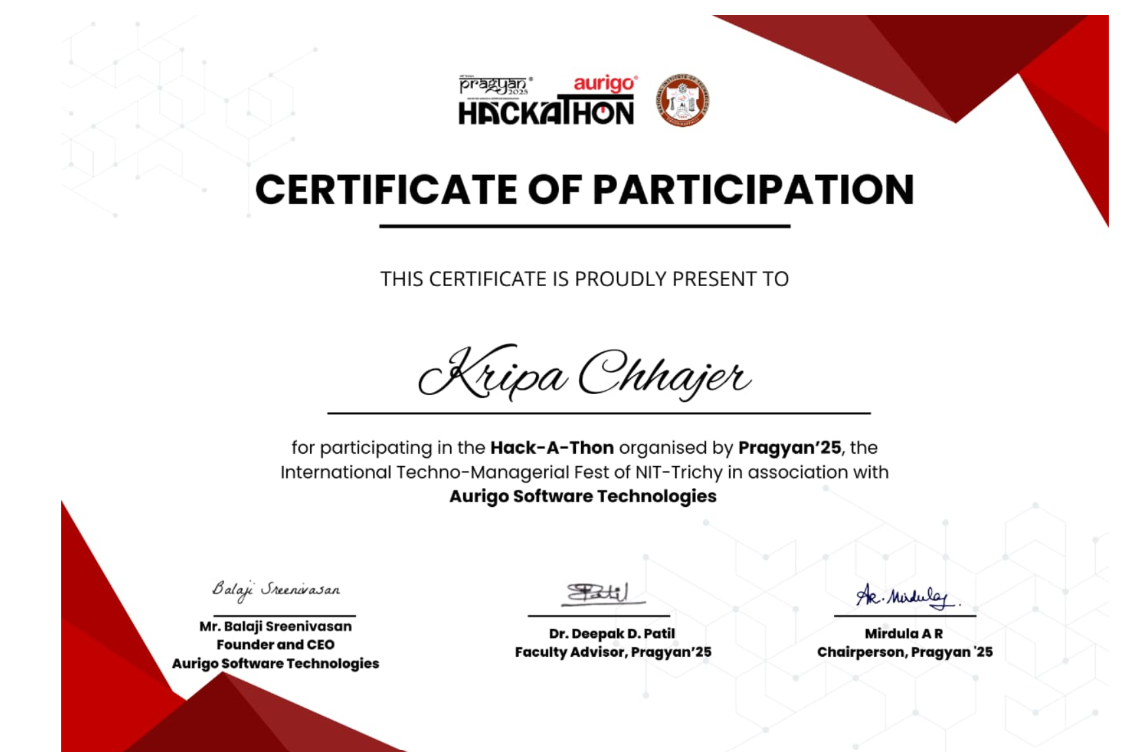 pragyan 2025 aurigo
HACKATHON
CERTIFICATE OF PARTICIPATION
THIS CERTIFICATE IS PROUDLY PRESENT TO
Kripa Chhajer
for participating in the Hack-A-Thon organised by Pragyan’25, the
International Techno-Managerial Fest of NIT-Trichy in association with
Aurigo Software Technologies
Balaji Sreenivasan
Mr. Balaji Sreenivasan
Founder and CEO
Aurigo Software Technologies
Patil
Dr. Deepak D. Patil
Faculty Advisor, Pragyan’25
AR. Mirdula
Mirdula A R
Chairperson, Pragyan '25